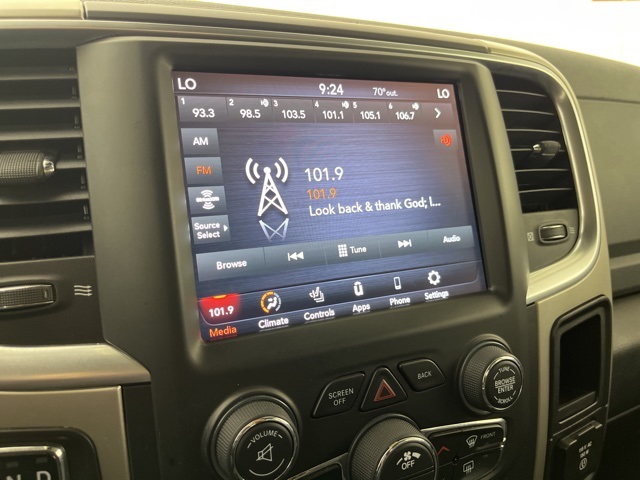 LO 9:24 70°out. LO
1 2 3 4 5 6
93.3 98.5 103.5 101.1 105.1 106.7
AM
FM
Source
Select
101.9
101.9
Look back & thank God; l...
Browse Tune Audio
101.9
Media Climate Controls Apps Phone Settings
SCREEN
OFF
BACK
TUNE
BROWSE
ENTER
SCROLL
VOLUME
OFF
FRONT
N D